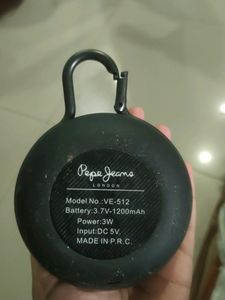 Pepe Jeans
LONDON
Model No.:VE-512
Battery:3.7V-1200mAh
Power:3W
Input:DC 5V,
MADE IN P.R.C.